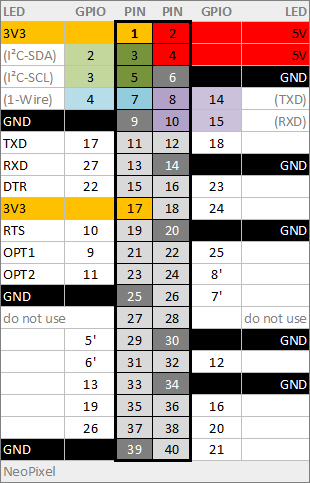 LED GPIO PIN PIN GPIO LED
3V3 1 2 5V
(I²C-SDA) 2 3 4 5V
(I²C-SCL) 3 5 6 GND
(1-Wire) 4 7 8 14 (TXD)
GND 9 10 15 (RXD)
TXD 17 11 12 18
RXD 27 13 14 GND
DTR 22 15 16 23
3V3 17 18 24
RTS 10 19 20 GND
OPT1 9 21 22 25
OPT2 11 23 24 8'
GND 25 26 7'
do not use 27 28 do not use
5' 29 30 GND
6' 31 32 12
13 33 34 GND
19 35 36 16
26 37 38 20
GND 39 40 21
NeoPixel